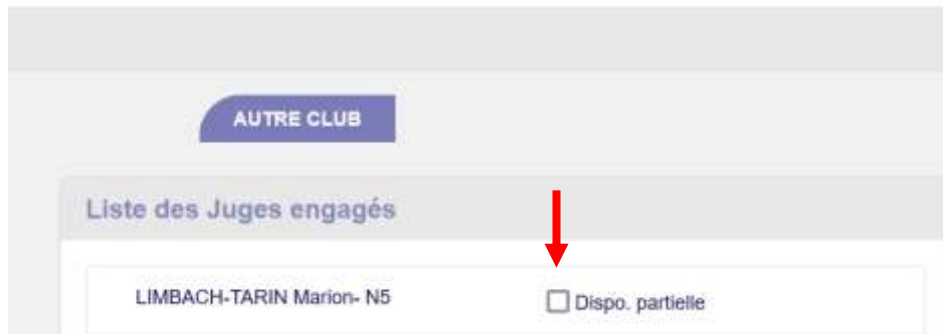 AUTRE CLUB
Liste des Juges engagés
LIMBACH-TARIN Marion- N5 Dispo. partielle